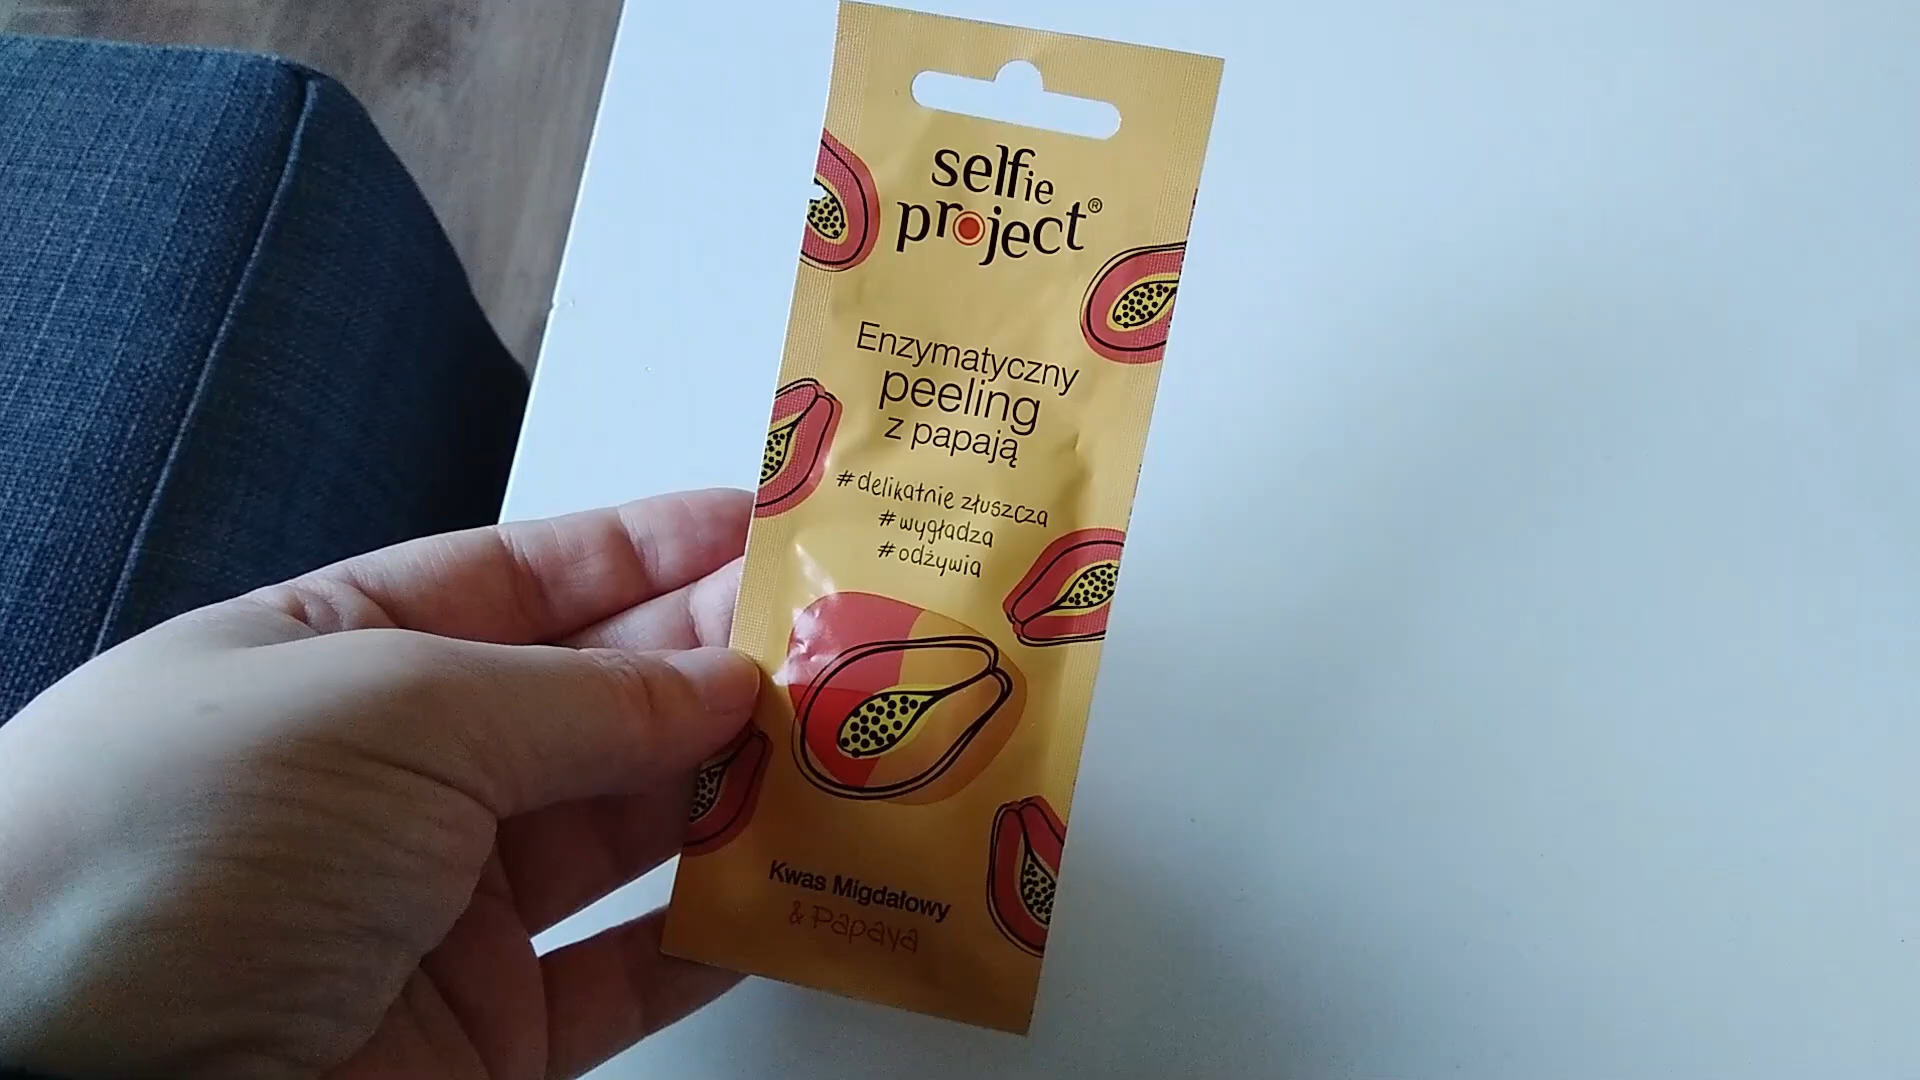 selfie
project®
Enzymatyczny
peeling
z papają
#delikatnie złuszcza
#wygładza
#odżywia
Kwas Migdałowy
& Papaya